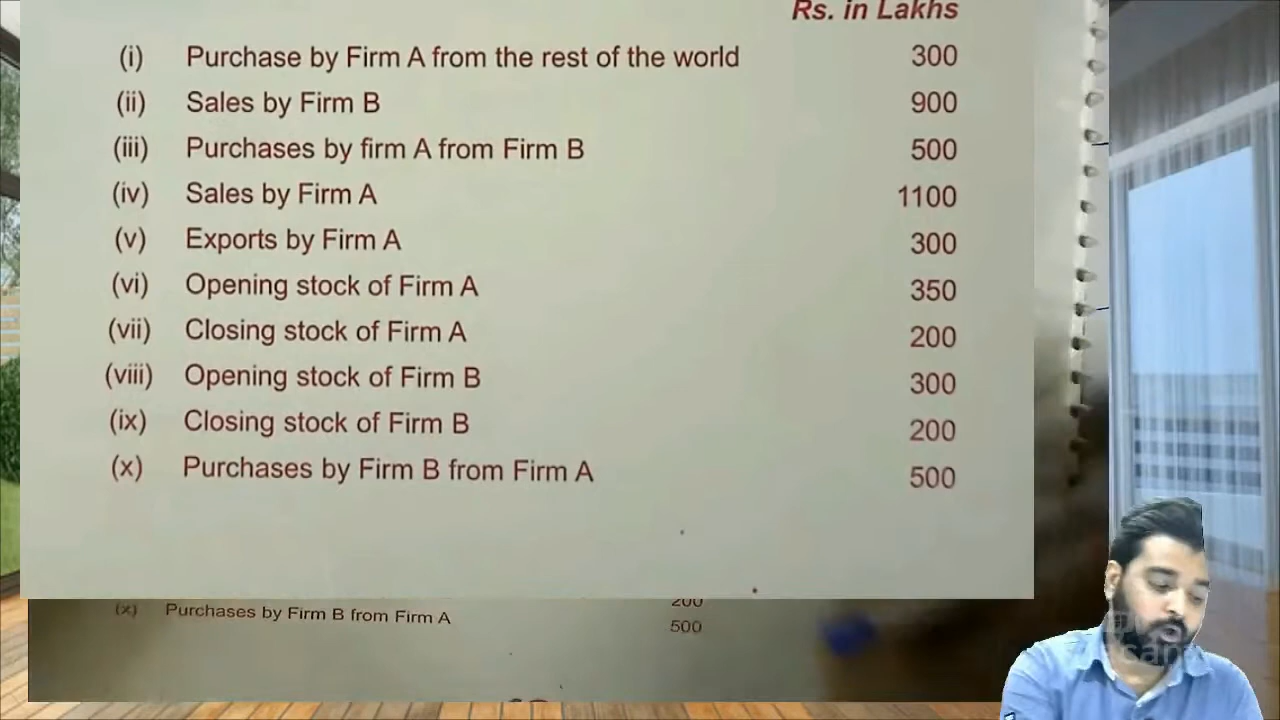 Rs. in Lakhs
(i) Purchase by Firm A from the rest of the world 300
(ii) Sales by Firm B 900
(iii) Purchases by firm A from Firm B 500
(iv) Sales by Firm A 1100
(v) Exports by Firm A 300
(vi) Opening stock of Firm A 350
(vii) Closing stock of Firm A 200
(viii) Opening stock of Firm B 300
(ix) Closing stock of Firm B 200
(x) Purchases by Firm B from Firm A 500
200
(x) Purchases by Firm B from Firm A 500